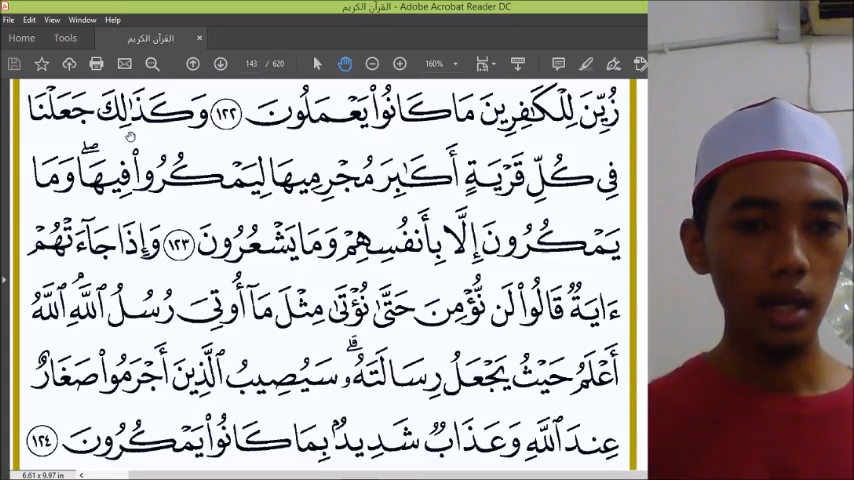 القرآن الكريم - Adobe Acrobat Reader DC
File Edit View Window Help
Home Tools القرآن الكريم ×
143 / 620 160%
زُيِّنَ لِلْكَٰفِرِينَ مَا كَانُوا۟ يَعْمَلُونَ ١٢٢ وَكَذَٰلِكَ جَعَلْنَا
فِى كُلِّ قَرْيَةٍ أَكَٰبِرَ مُجْرِمِيهَا لِيَمْكُرُوا۟ فِيهَا ۖ وَمَا
يَمْكُرُونَ إِلَّا بِأَنفُسِهِمْ وَمَا يَشْعُرُونَ ١٢٣ وَإِذَا جَآءَتْهُمْ
ءَايَةٌ قَالُوا۟ لَن نُّؤْمِنَ حَتَّىٰ نُؤْتَىٰ مِثْلَ مَآ أُوتِىَ رُسُلُ ٱللَّهِ ۘ ٱللَّهُ
أَعْلَمُ حَيْثُ يَجْعَلُ رِسَالَتَهُۥ ۗ سَيُصِيبُ ٱلَّذِينَ أَجْرَمُوا۟ صَغَارٌ
عِندَ ٱللَّهِ وَعَذَابٌ شَدِيدٌۢ بِمَا كَانُوا۟ يَمْكُرُونَ ١٢٤
6.61 x 9.97 in